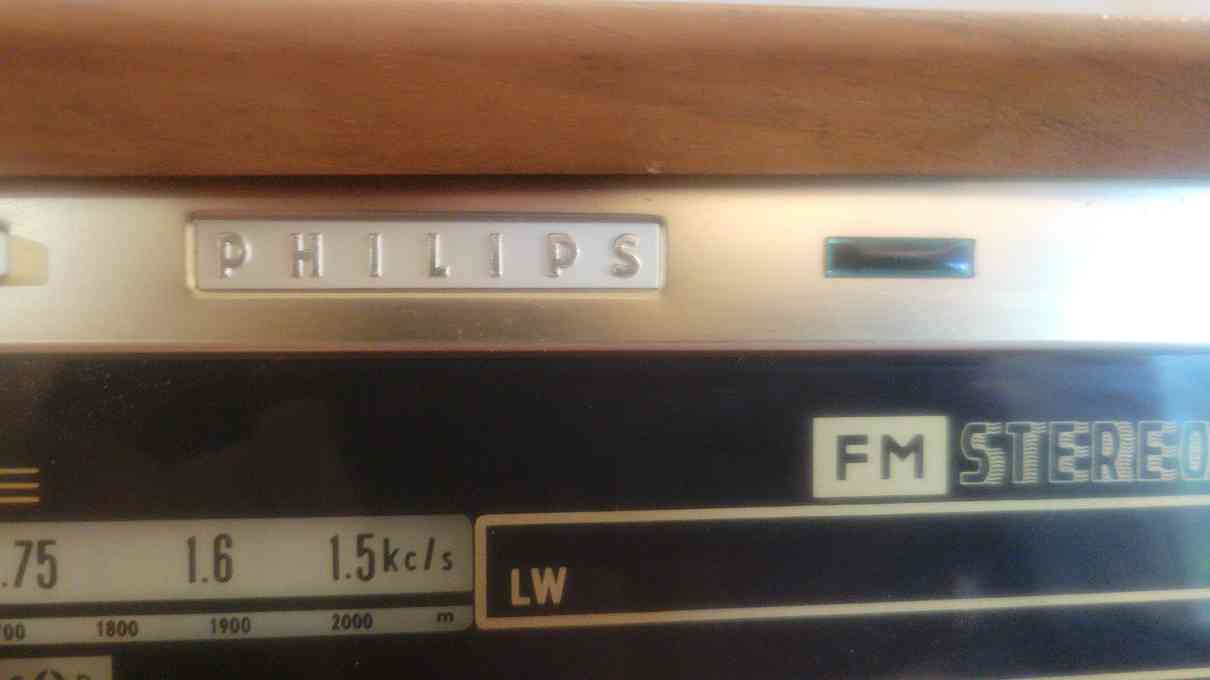 PHILIPS
FM STEREO
.75 1.6 1.5kc/s
LW
1800 1900 2000 m